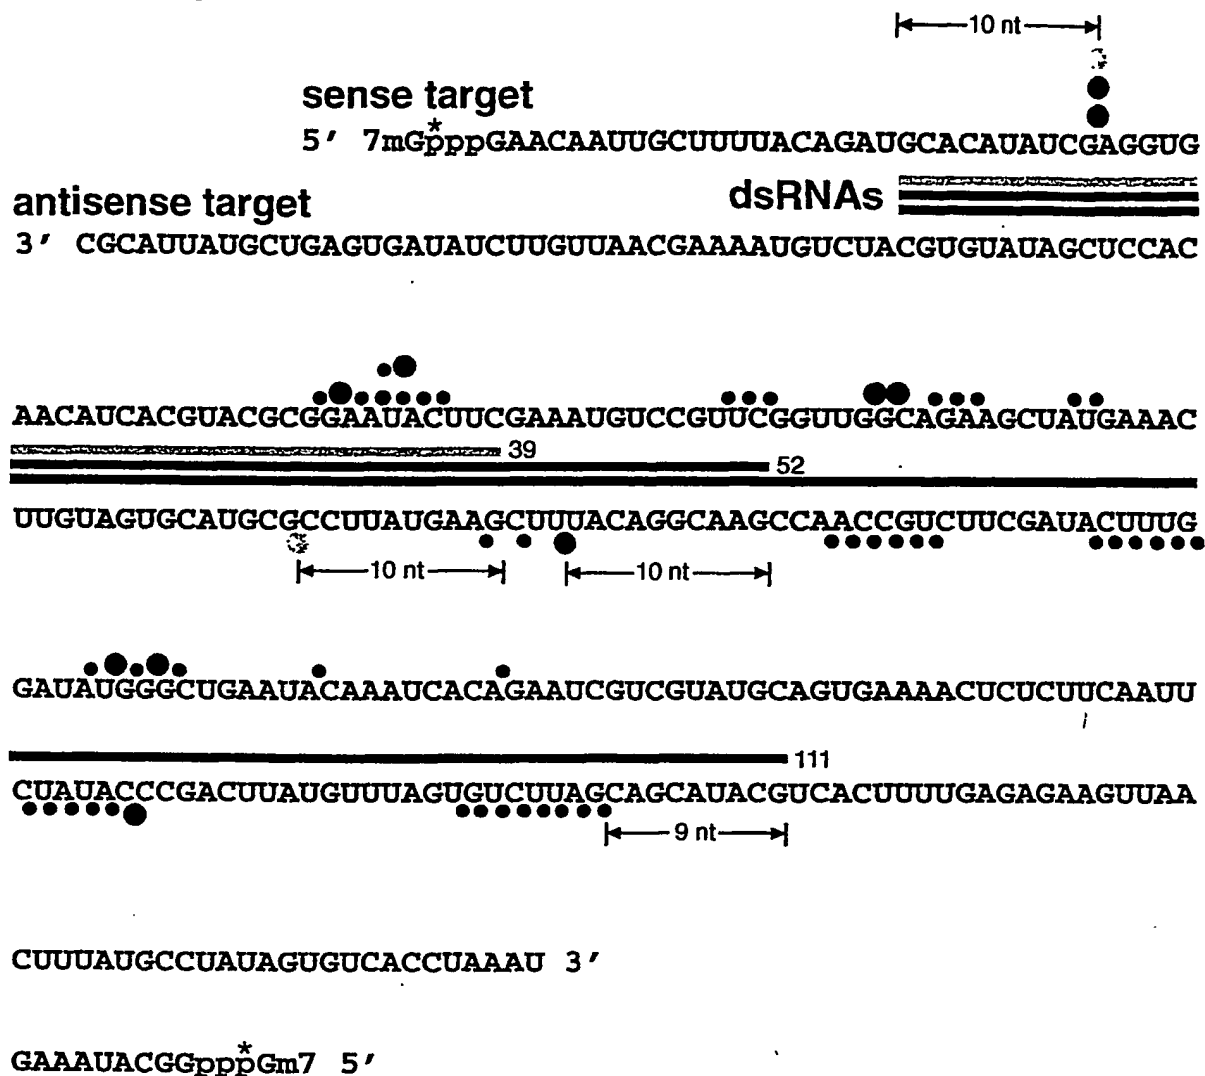 10 nt
sense target
*
5' 7mGpppGAACAAUUGCUUUUACAGAUGCACAUAUCGAGGUG
dsRNAs
antisense target
3' CGCAUUAUGCUGAGUGAUAUCUUGUUAACGAAAAUGUCUACGUGUAUAGCUCCAC
AACAUCACGUACGCGGAAUACUUCGAAAUGUCCGUUCGGUUGGCAGAAGCUAUGAAAC
39
52
UUGUAGUGCAUGCGCCUUAUGAAGCUUUACAGGCAAGCCAACCGUCUUCGAUACUUUG
10 nt 10 nt
GAUAUGGGCUGAAUACAAAUCACAGAAUCGUCGUAUGCAGUGAAAACUCUCUUCAAUU
111
CUAUACCCGACUUAUGUUUAGUGUCUUAGCAGCAUACGUCACUUUUGAGAGAAGUUAA
9 nt
CUUUAUGCCUAUAGUGUCACCUAAAU 3'
*
GAAAUACGGpppGm7 5'